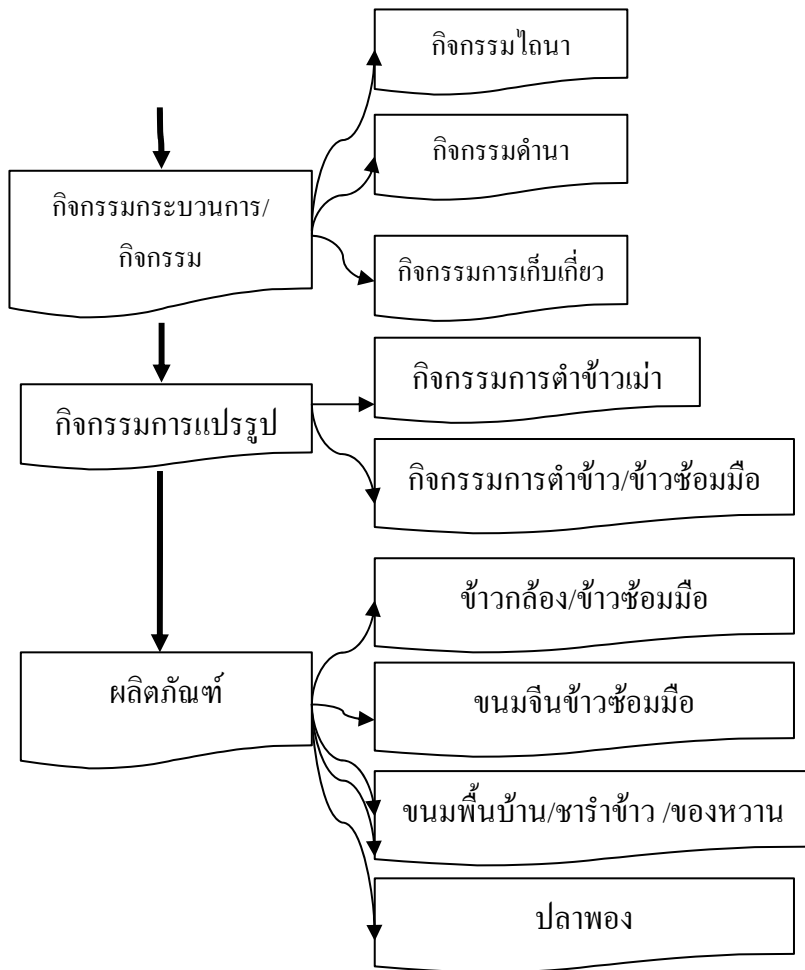 กิจกรรมไถนา
กิจกรรมดำนา
กิจกรรมกระบวนการ/
กิจกรรม
กิจกรรมการเก็บเกี่ยว
กิจกรรมการตำข้าวเม่า
กิจกรรมการแปรรูป
กิจกรรมการตำข้าว/ข้าวซ้อมมือ
ข้าวกล้อง/ข้าวซ้อมมือ
ผลิตภัณฑ์
ขนมจีนข้าวซ้อมมือ
ขนมพื้นบ้าน/ชารำข้าว /ของหวาน
ปลาพอง